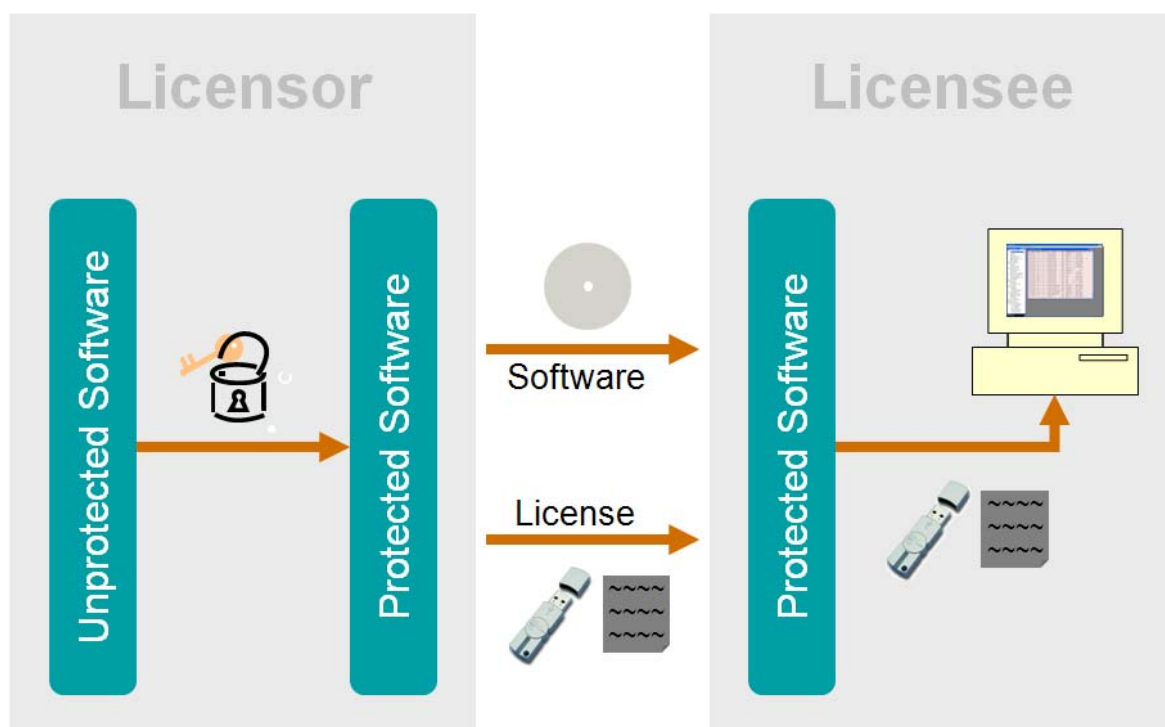 Licensor
Licensee
Unprotected Software
Protected Software
Software
License
Protected Software
~~~~
~~~~
~~~~
~~~~
~~~~
~~~~